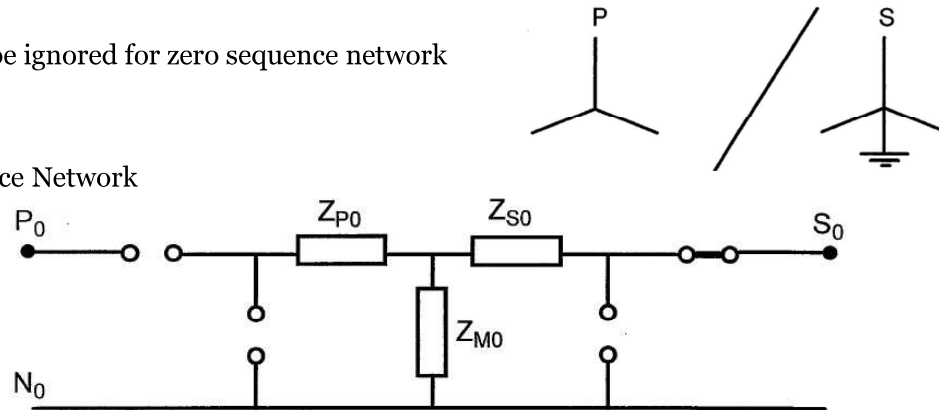 P
S
be ignored for zero sequence network
ce Network
P0
ZP0
ZS0
S0
ZM0
N0